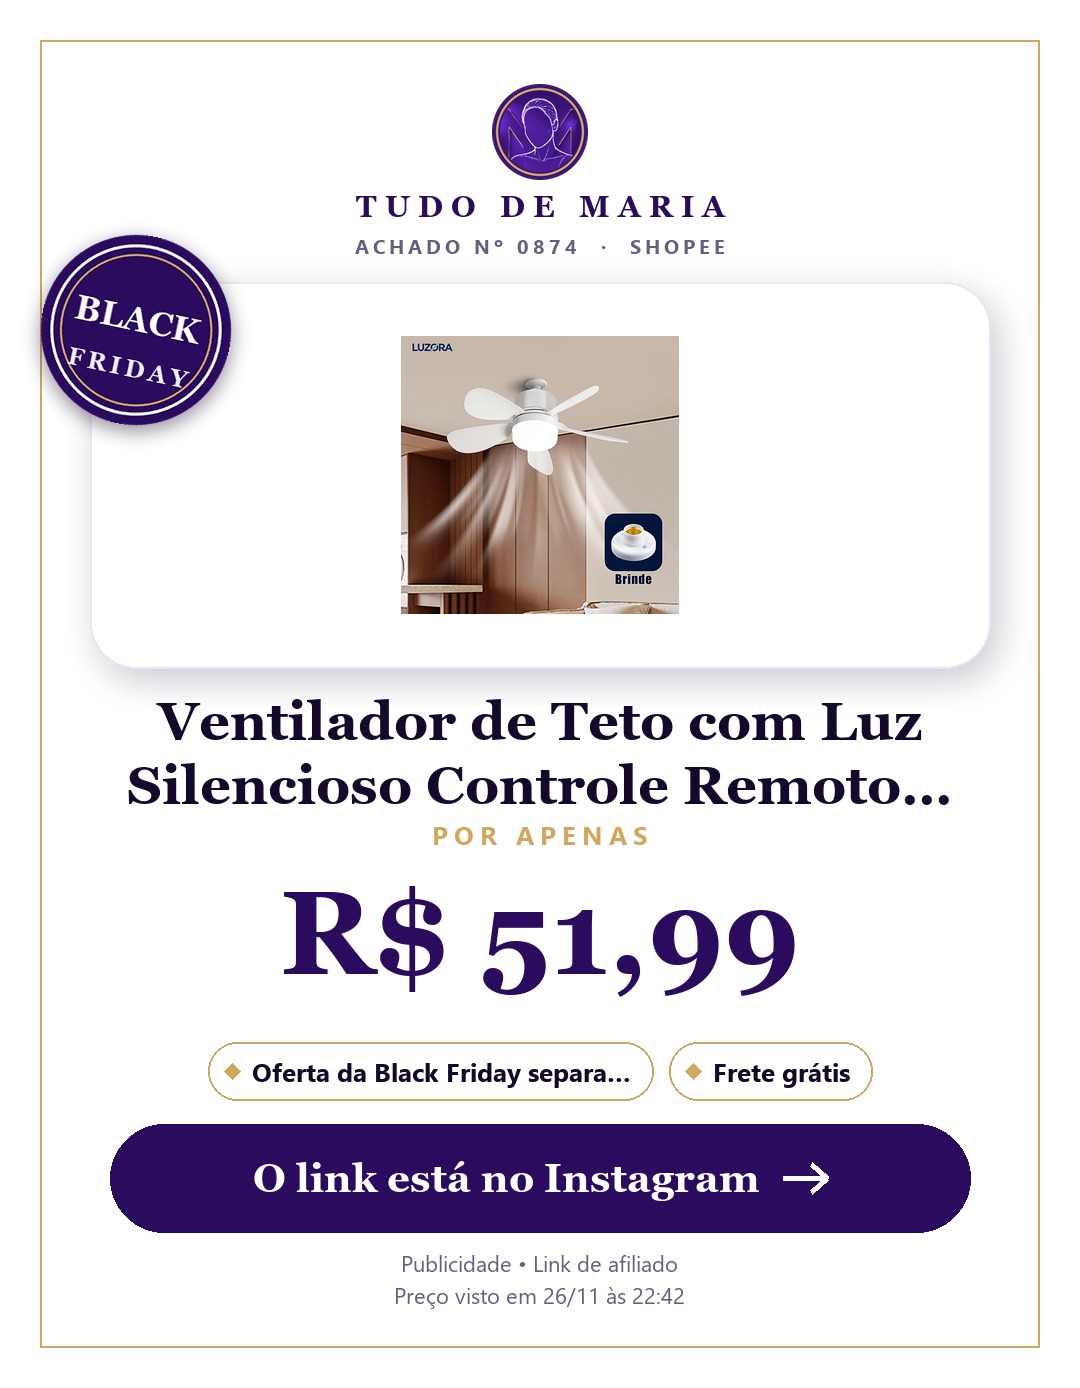 TUDO DE MARIA
ACHADO Nº 0874 · SHOPEE
BLACK
FRIDAY
LUZORA
Brinde
Ventilador de Teto com Luz
Silencioso Controle Remoto...
POR APENAS
R$ 51,99
Oferta da Black Friday separa...
Frete grátis
O link está no Instagram →
Publicidade • Link de afiliado
Preço visto em 26/11 às 22:42